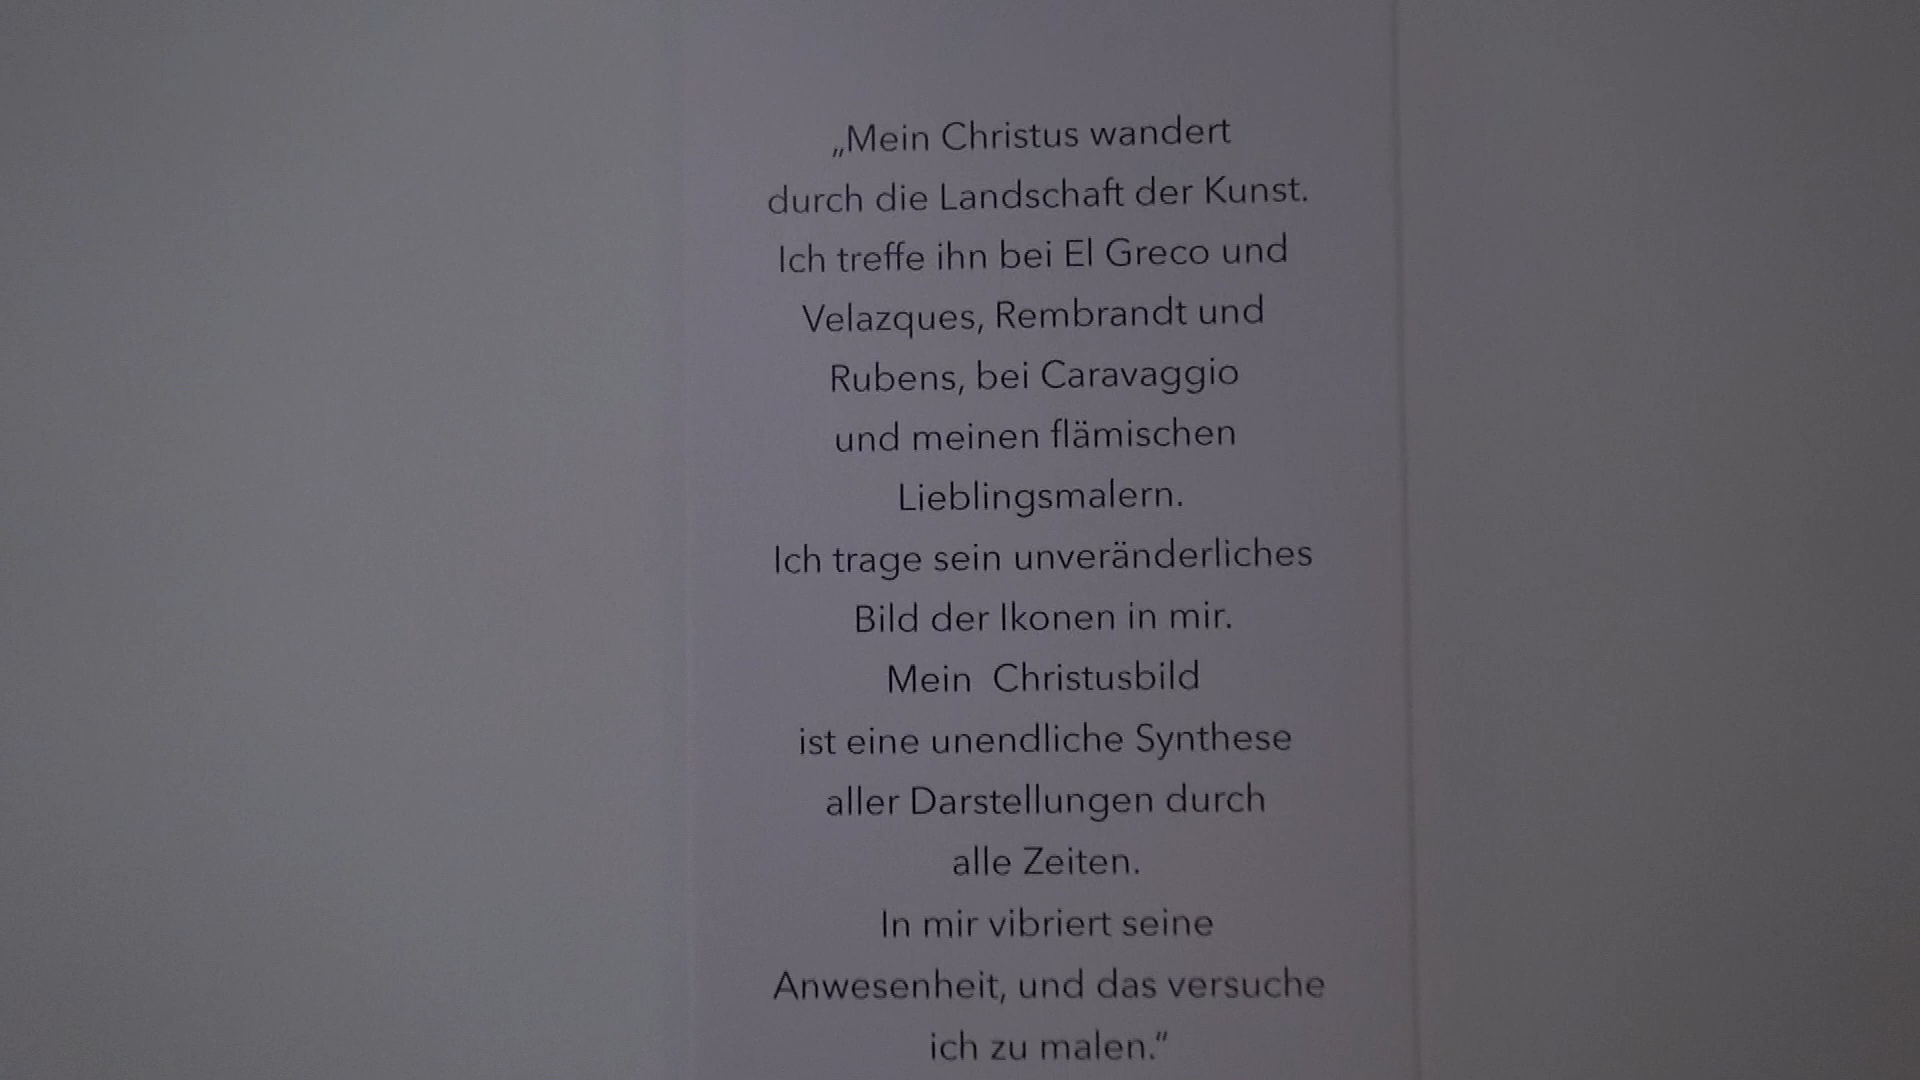 „Mein Christus wandert
durch die Landschaft der Kunst.
Ich treffe ihn bei El Greco und
Velazques, Rembrandt und
Rubens, bei Caravaggio
und meinen flämischen
Lieblingsmalern.
Ich trage sein unveränderliches
Bild der Ikonen in mir.
Mein  Christusbild
ist eine unendliche Synthese
aller Darstellungen durch
alle Zeiten.
In mir vibriert seine
Anwesenheit, und das versuche
ich zu malen.“